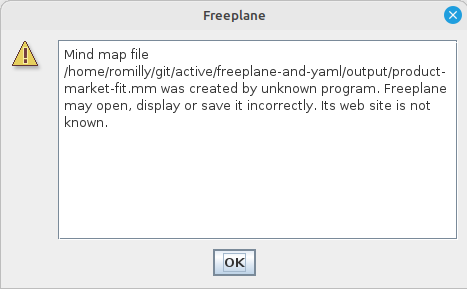 Freeplane
Mind map file
/home/romilly/git/active/freeplane-and-yaml/output/product-
market-fit.mm was created by unknown program. Freeplane
may open, display or save it incorrectly. Its web site is not
known.
OK